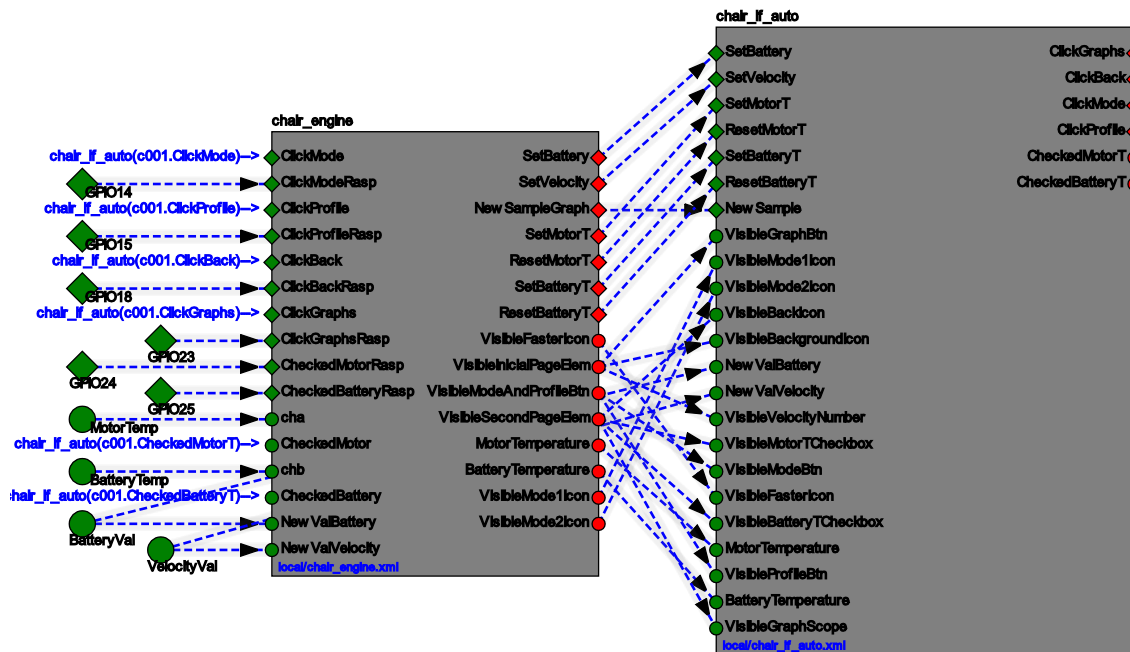 chair_if_auto
SetBattery
ClickGraphs
SetVelocity
ClickBack
SetMotorT
ClickMode
ResetMotorT
ClickProfile
SetBatteryT
CheckedMotorT
ResetBatteryT
CheckedBatteryT
New Sample
VisibleGraphBtn
VisibleMode1Icon
VisibleMode2Icon
VisibleBackIcon
VisibleBackgroundIcon
New ValBattery
New ValVelocity
VisibleVelocityNumber
VisibleMotorTCheckbox
VisibleModeBtn
VisibleFasterIcon
VisibleBatteryTCheckbox
MotorTemperature
VisibleProfileBtn
BatteryTemperature
VisibleGraphScope
local/chair_if_auto.xml
chair_engine
chair_if_auto(c001.ClickMode)-->
ClickMode
SetBattery
GPIO14
ClickModeRasp
SetVelocity
chair_if_auto(c001.ClickProfile)-->
ClickProfile
New SampleGraph
GPIO15
ClickProfileRasp
SetMotorT
chair_if_auto(c001.ClickBack)-->
ClickBack
ResetMotorT
GPIO18
ClickBackRasp
SetBatteryT
chair_if_auto(c001.ClickGraphs)-->
ClickGraphs
ResetBatteryT
GPIO23
ClickGraphsRasp
VisibleFasterIcon
GPIO24
CheckedMotorRasp
VisibleInicialPageElem
GPIO25
CheckedBatteryRasp
VisibleModeAndProfileBtn
MotorTemp
cha
VisibleSecondPageElem
chair_if_auto(c001.CheckedMotorT)-->
CheckedMotor
MotorTemperature
BatteryTemp
chb
BatteryTemperature
chair_if_auto(c001.CheckedBatteryT)-->
CheckedBattery
VisibleMode1Icon
BatteryVal
New ValBattery
VisibleMode2Icon
VelocityVal
New ValVelocity
local/chair_engine.xml